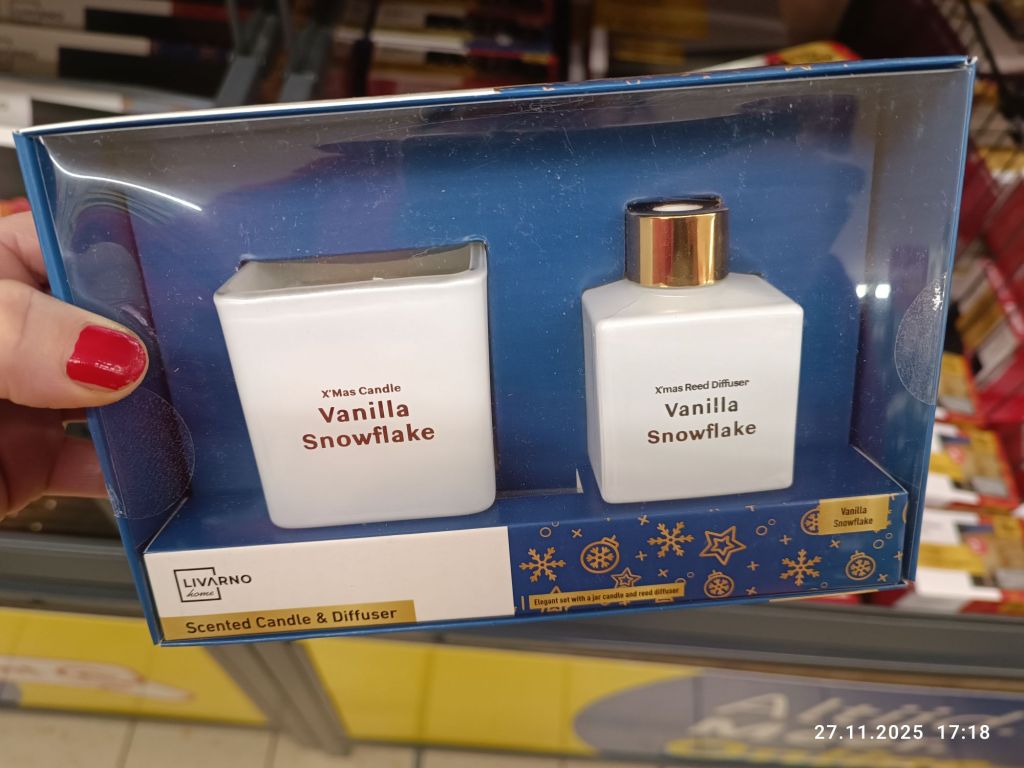 X'Mas Candle
Vanilla
Snowflake
X'mas Reed Diffuser
Vanilla
Snowflake
Vanilla
Snowflake
LIVARNO
home
Elegant set with a jar candle and reed diffuser
Scented Candle & Diffuser
Altijd
27.11.2025 17:18